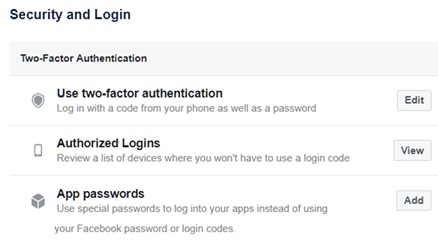 Security and Login
Two-Factor Authentication
Use two-factor authentication
Log in with a code from your phone as well as a password
Edit
Authorized Logins
Review a list of devices where you won't have to use a login code
View
App passwords
Use special passwords to log into your apps instead of using
your Facebook password or login codes.
Add